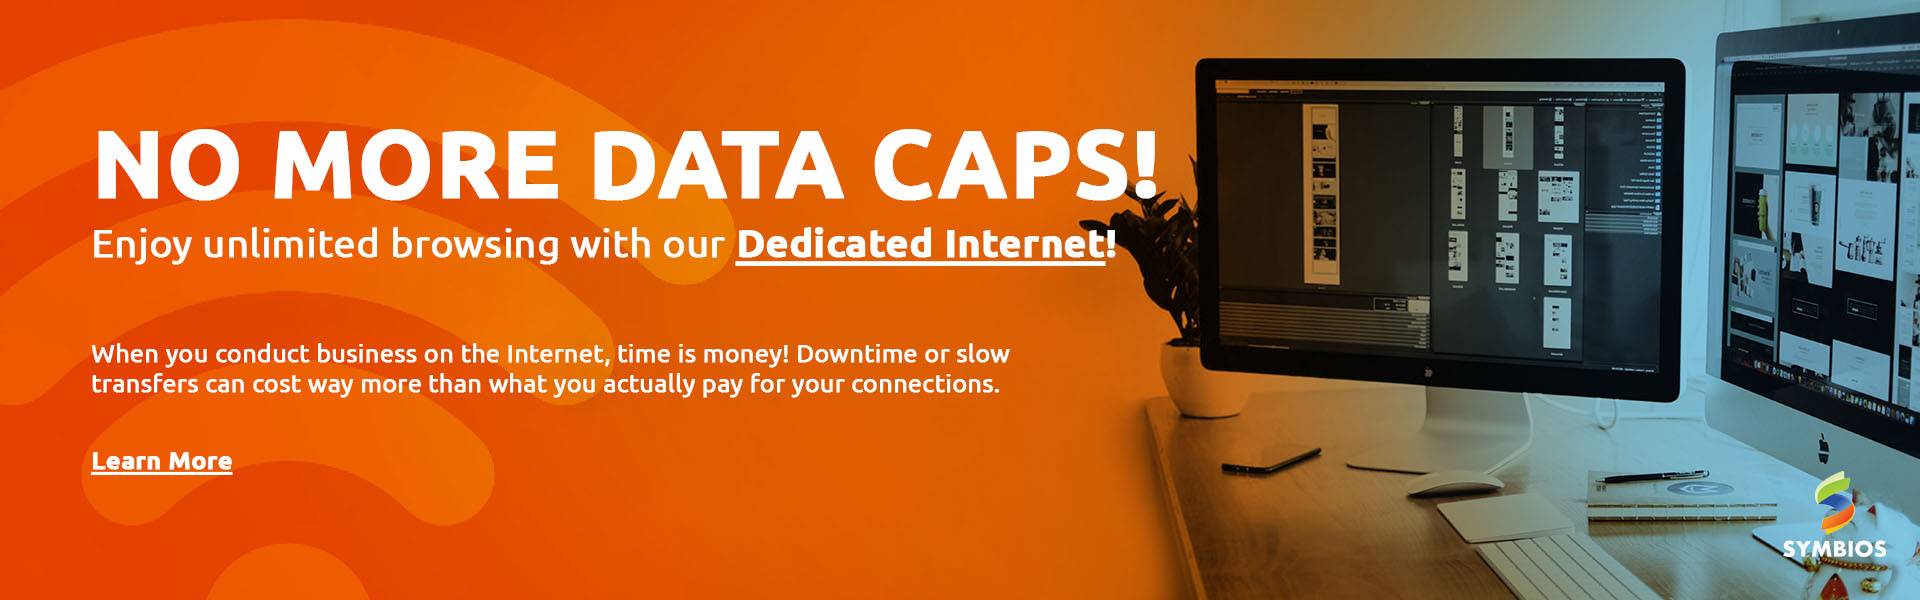 NO MORE DATA CAPS!
Enjoy unlimited browsing with our Dedicated Internet!
When you conduct business on the Internet, time is money! Downtime or slow
transfers can cost way more than what you actually pay for your connections.
Learn More
SYMBIOS